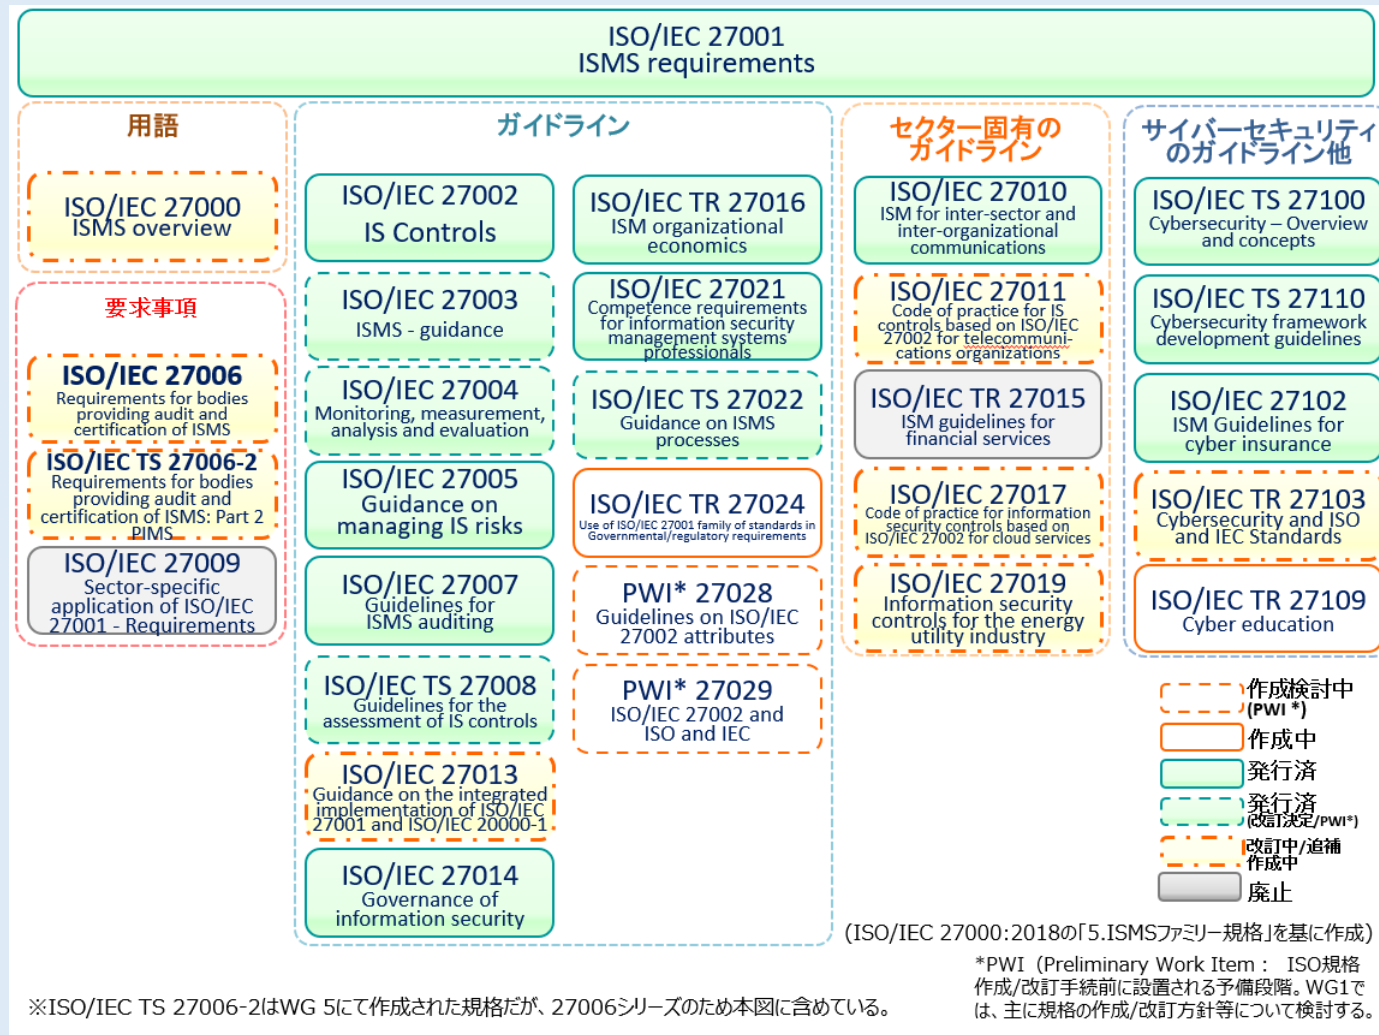 ISO/IEC 27001
ISMS requirements
用語
ISO/IEC 27000
ISMS overview
要求事項
ISO/IEC 27006
Requirements for bodies
providing audit and
certification of ISMS
ISO/IEC TS 27006-2
Requirements for bodies
providing audit and
certification of ISMS: Part 2
PIMS
ISO/IEC 27009
Sector-specific
application of ISO/IEC
27001 - Requirements
ガイドライン
ISO/IEC 27002
IS Controls
ISO/IEC 27003
ISMS - guidance
ISO/IEC 27004
Monitoring, measurement,
analysis and evaluation
ISO/IEC 27005
Guidance on
managing IS risks
ISO/IEC 27007
Guidelines for
ISMS auditing
ISO/IEC TS 27008
Guidelines for the
assessment of IS controls
ISO/IEC 27013
Guidance on the integrated
implementation of ISO/IEC
27001 and ISO/IEC 20000-1
ISO/IEC 27014
Governance of
information security
ISO/IEC TR 27016
ISM organizational
economics
ISO/IEC 27021
Competence requirements
for information security
management systems
professionals
ISO/IEC TS 27022
Guidance on ISMS
processes
ISO/IEC TR 27024
Use of ISO/IEC 27001 family of standards in
Governmental/regulatory requirements
PWI* 27028
Guidelines on ISO/IEC
27002 attributes
PWI* 27029
ISO/IEC 27002 and
ISO and IEC
セクター固有の
ガイドライン
ISO/IEC 27010
ISM for inter-sector and
inter-organizational
communications
ISO/IEC 27011
Code of practice for IS
controls based on ISO/IEC
27002 for telecommuni-
cations organizations
ISO/IEC TR 27015
ISM guidelines for
financial services
ISO/IEC 27017
Code of practice for information
security controls based on
ISO/IEC 27002 for cloud services
ISO/IEC 27019
Information security
controls for the energy
utility industry
サイバーセキュリティ
のガイドライン他
ISO/IEC TS 27100
Cybersecurity – Overview
and concepts
ISO/IEC TS 27110
Cybersecurity framework
development guidelines
ISO/IEC 27102
ISM Guidelines for
cyber insurance
ISO/IEC TR 27103
Cybersecurity and ISO
and IEC Standards
ISO/IEC TR 27109
Cyber education
作成検討中
(PWI *)
作成中
発行済
発行済
(改訂決定/PWI*)
改訂中/追補
作成中
廃止
(ISO/IEC 27000:2018の「5.ISMSファミリー規格」を基に作成)
*PWI（Preliminary Work Item： ISO規格
作成/改訂手続前に設置される予備段階。WG1で
は、主に規格の作成/改訂方針等について検討する。
※ISO/IEC TS 27006-2はWG 5にて作成された規格だが、27006シリーズのため本図に含めている。